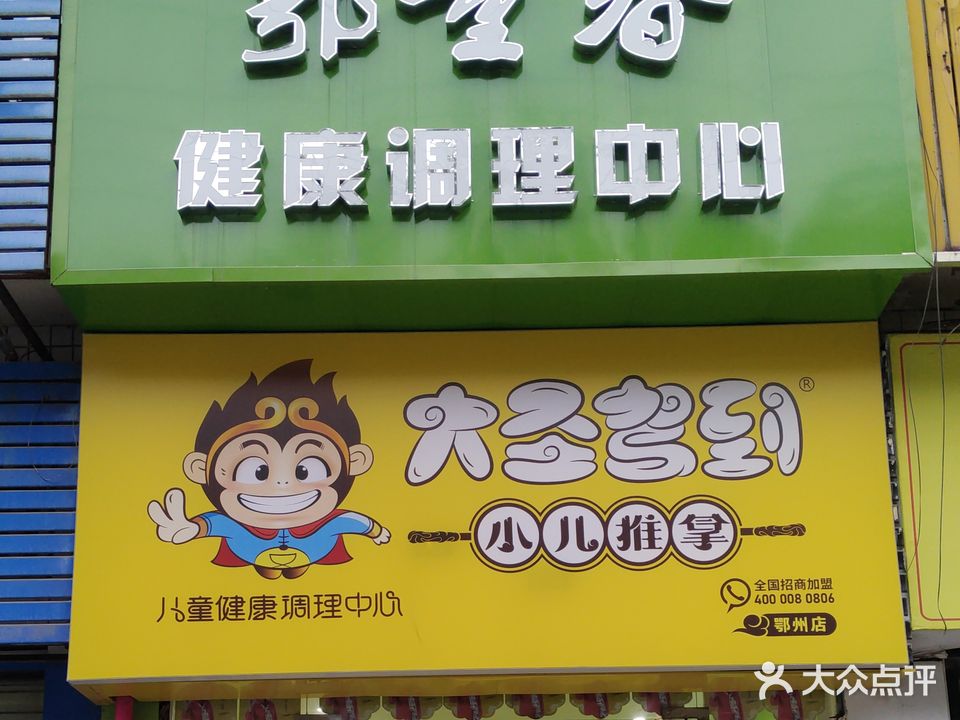 健康调理中心
大圣驾到®
小儿推掌
儿童健康调理中心
全国招商加盟
400 008 0806
鄂州店
大众点评